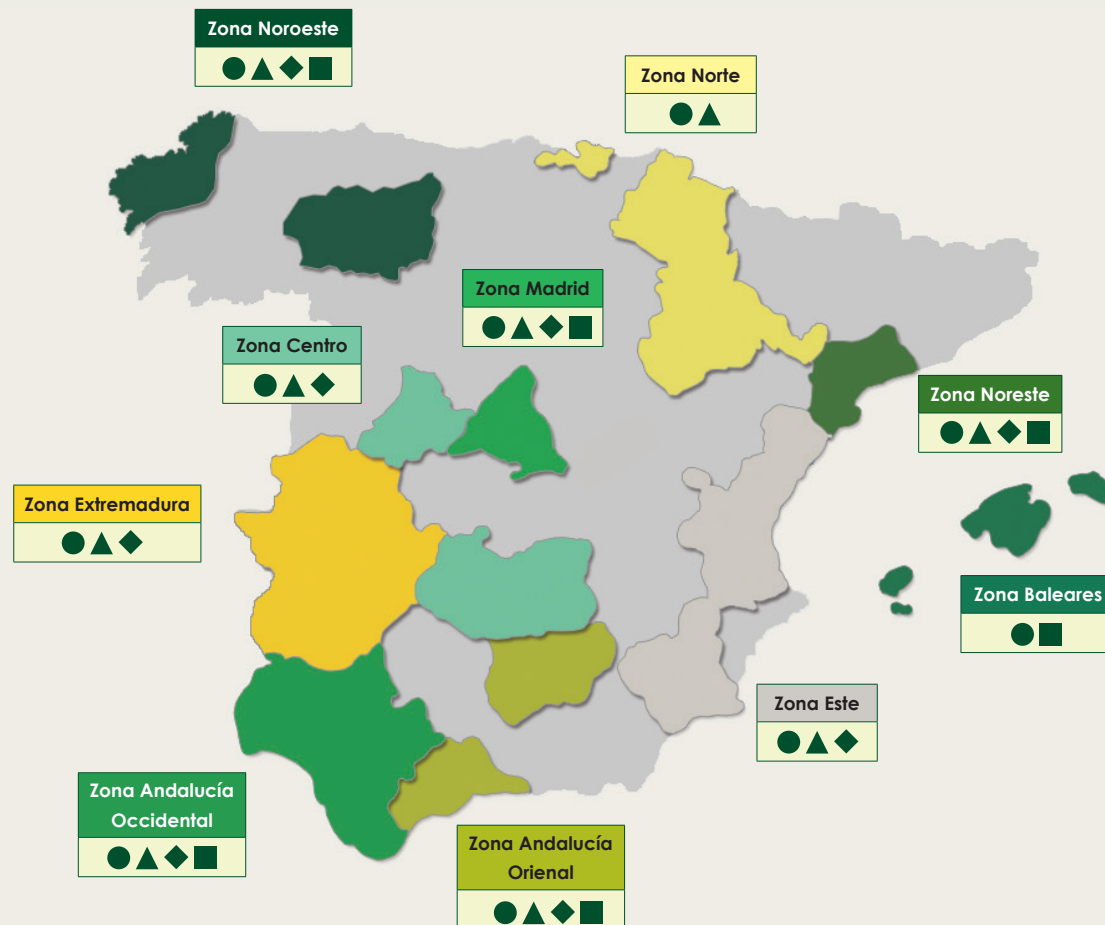 Zona Noroeste
Zona Norte
Zona Madrid
Zona Centro
Zona Noreste
Zona Extremadura
Zona Baleares
Zona Este
Zona Andalucía
Occidental
Zona Andalucía
Orienal